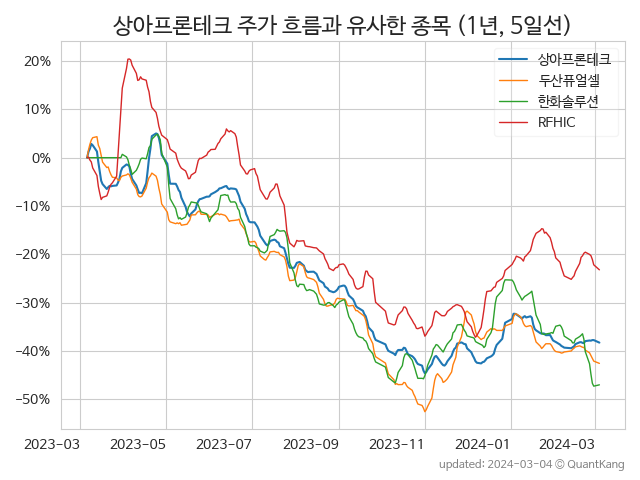 상아프론테크 주가 흐름과 유사한 종목 (1년, 5일선)
상아프론테크
두산퓨얼셀
한화솔루션
RFHIC
20%
10%
0%
−10%
−20%
−30%
−40%
−50%
2023-03 2023-05 2023-07 2023-09 2023-11 2024-01 2024-03
updated: 2024-03-04 © QuantKang